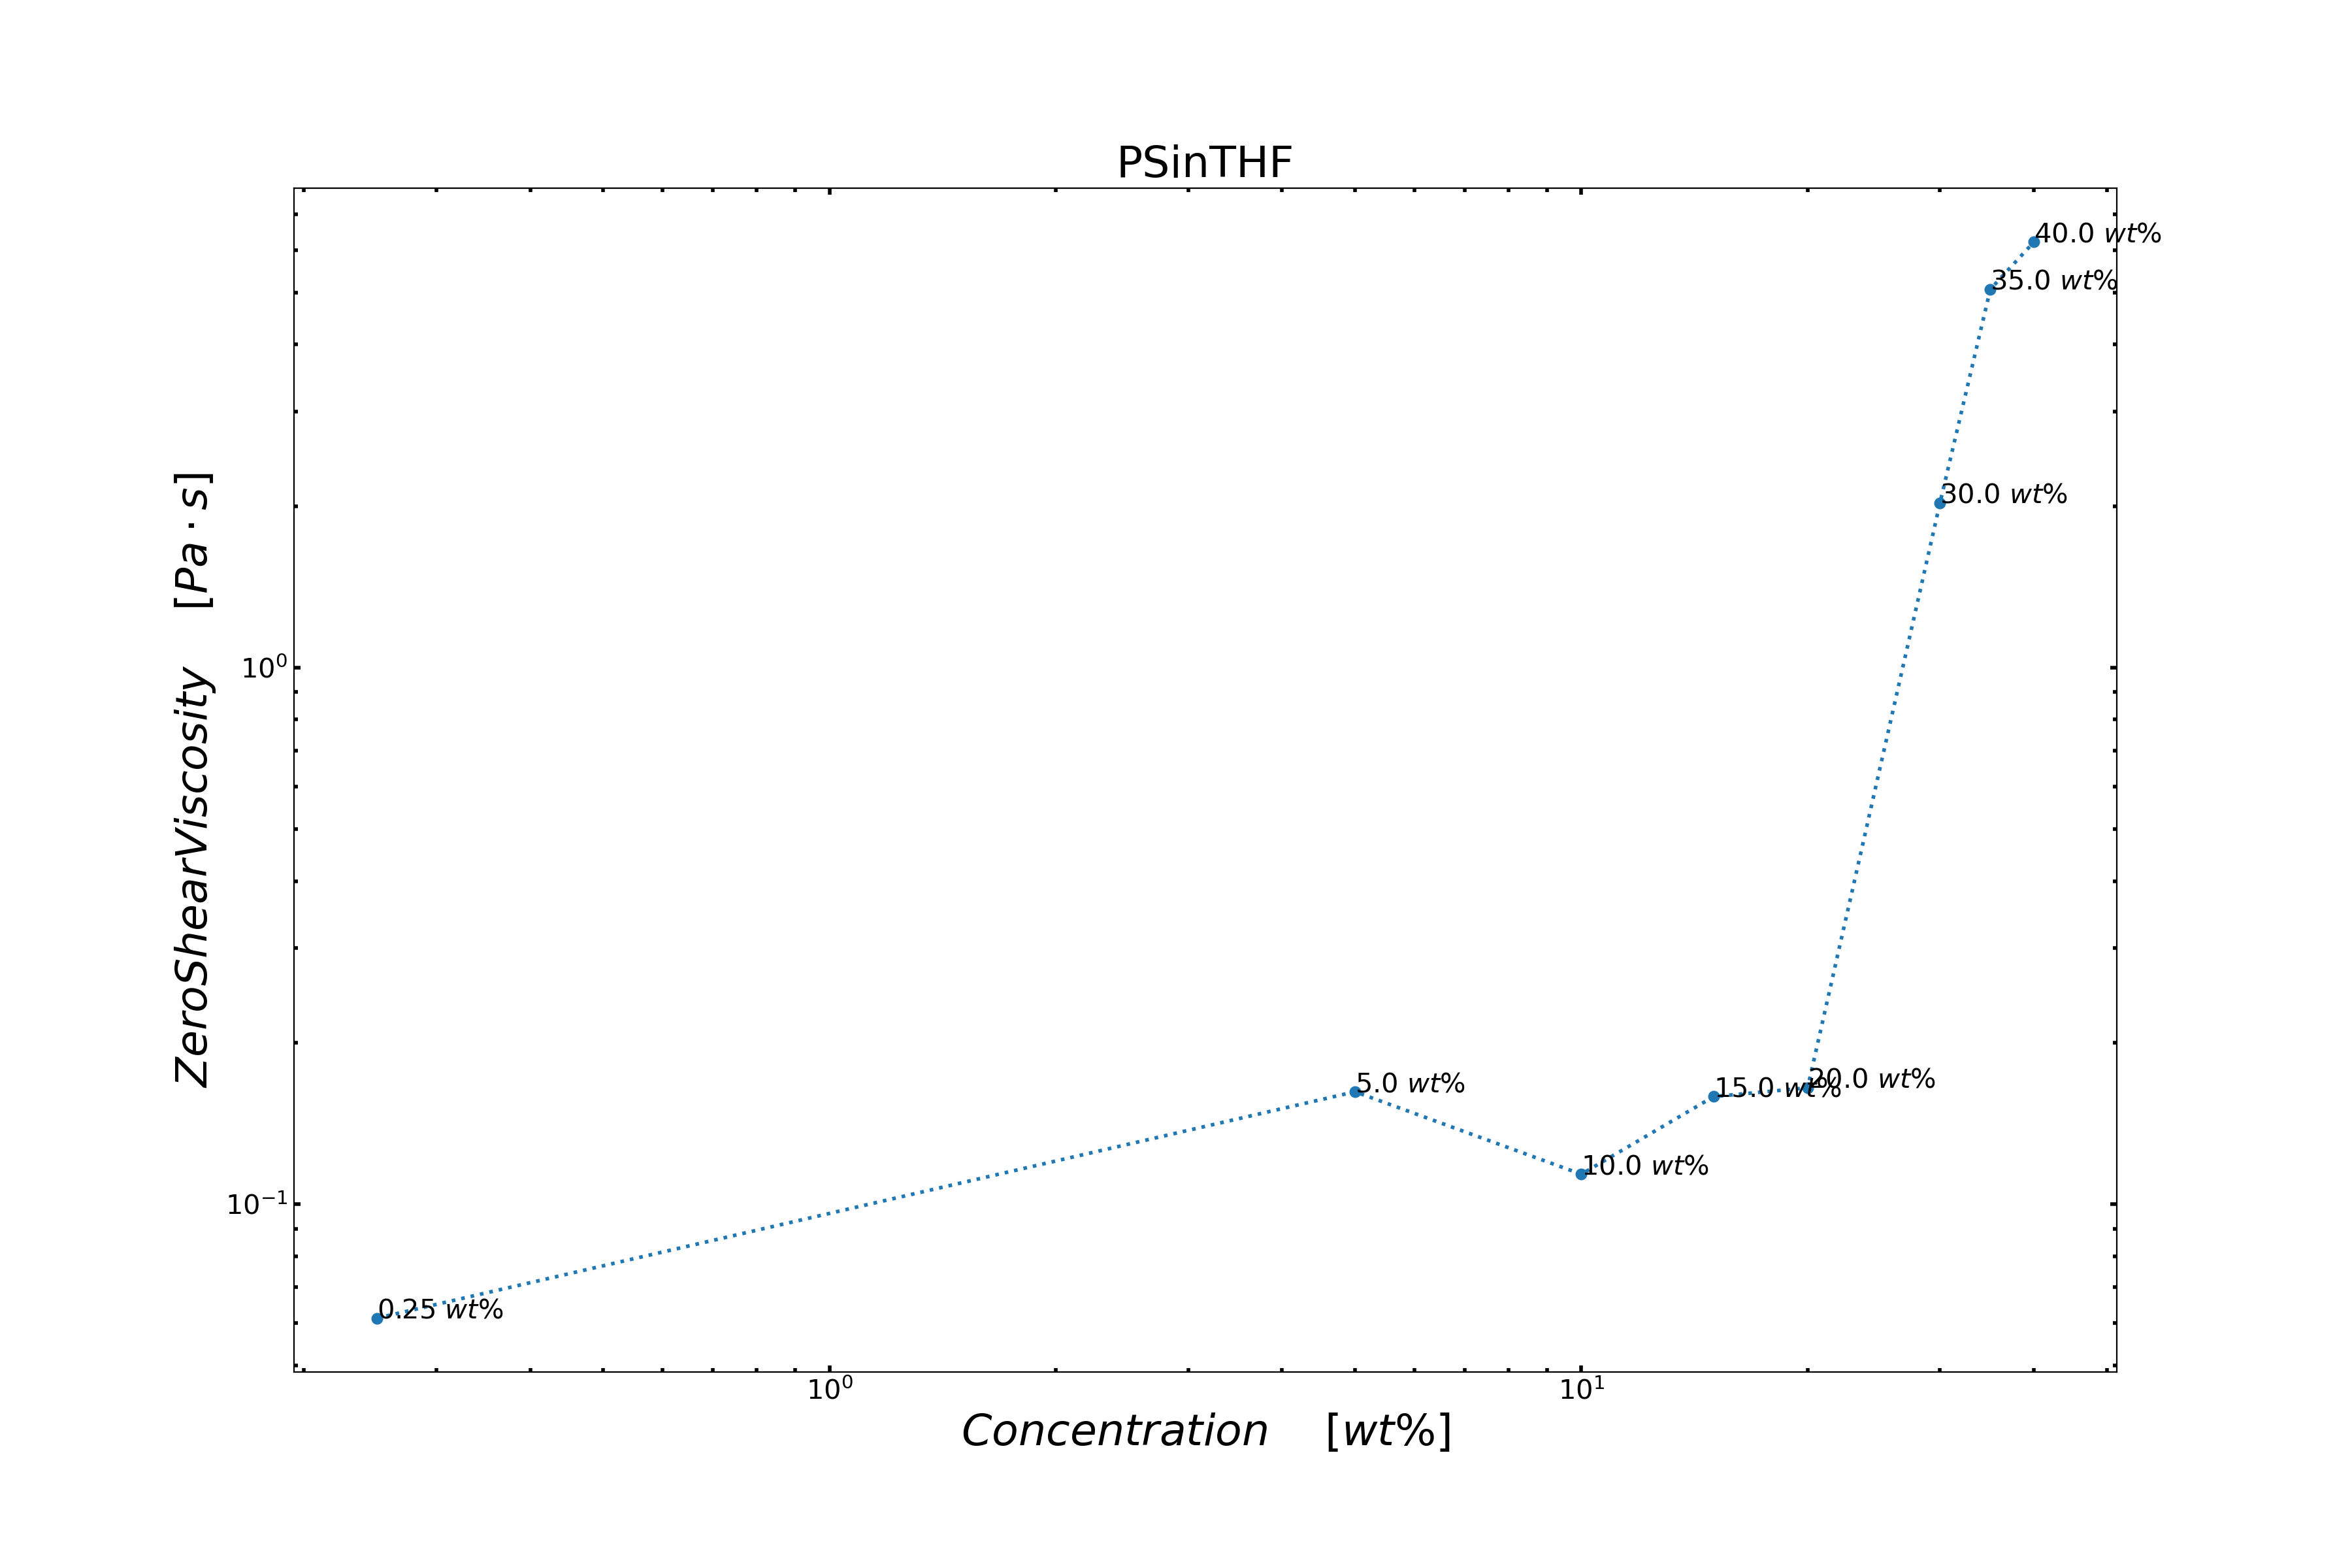 PSinTHF
40.0 wt%
35.0 wt%
30.0 wt%
ZeroShearViscosity [Pa · s]
10⁰
5.0 wt%
15.0 wt%
20.0 wt%
10.0 wt%
10⁻¹
0.25 wt%
10⁰
10¹
Concentration [wt%]